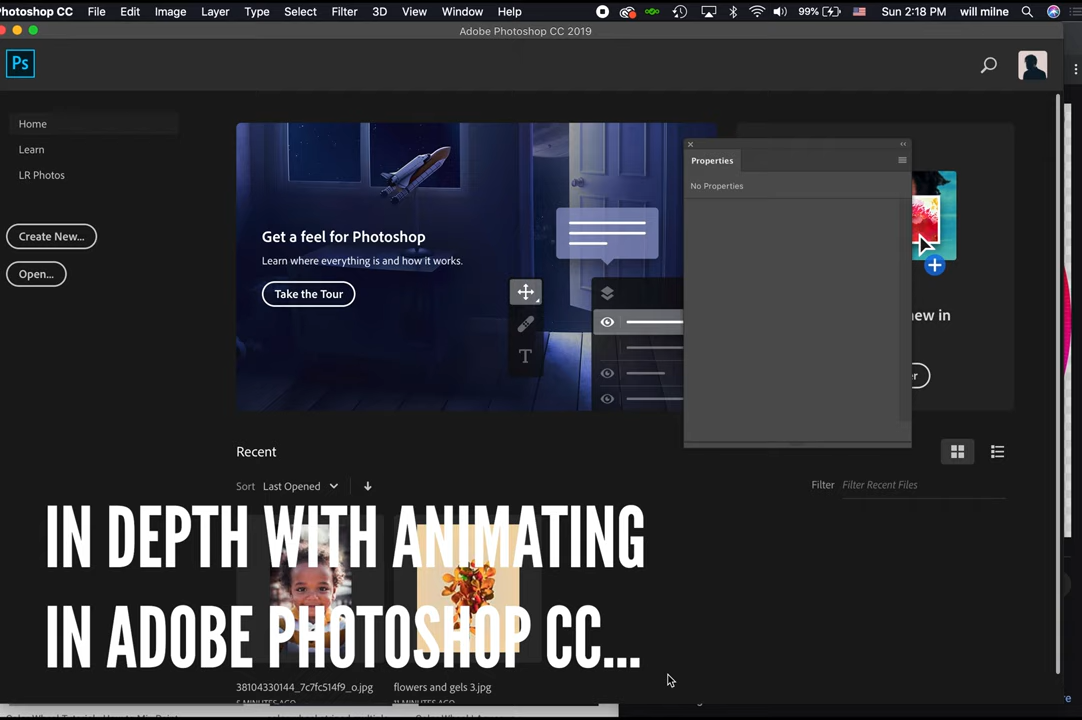 Photoshop CC File Edit Image Layer Type Select Filter 3D View Window Help 99% Sun 2:18 PM will milne
Adobe Photoshop CC 2019
Ps
Home
Learn
LR Photos
Create New...
Open...
Get a feel for Photoshop
Learn where everything is and how it works.
Take the Tour
T
Properties
No Properties
new in
Recent
Sort Last Opened
Filter Filter Recent Files
IN DEPTH WITH ANIMATING
IN ADOBE PHOTOSHOP CC...
38104330144_7c7fc514f9_o.jpg flowers and gels 3.jpg